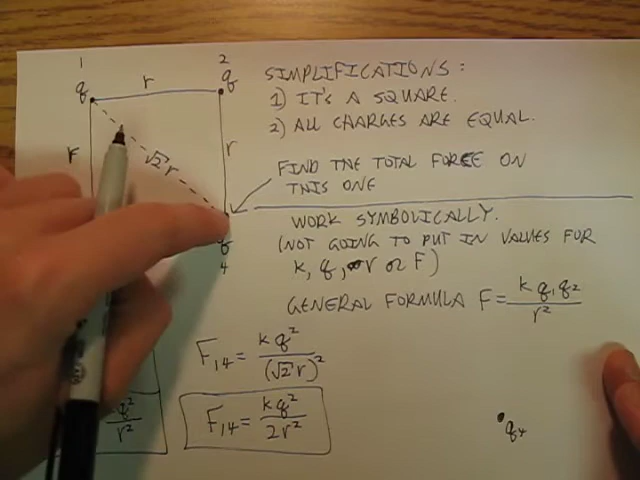 1
2
q
r
q
r
√2 r
r
q
4
SIMPLIFICATIONS:
1) IT'S A SQUARE.
2) ALL CHARGES ARE EQUAL.
FIND THE TOTAL FORCE ON
THIS ONE
WORK SYMBOLICALLY.
(NOT GOING TO PUT IN VALUES FOR
k, q, r OR F)
GENERAL FORMULA F = k q₁ q₂ / r²
F₁₄ = k q² / (√2 r)²
F₁₄ = k q² / 2r²
q² / r²
q₄